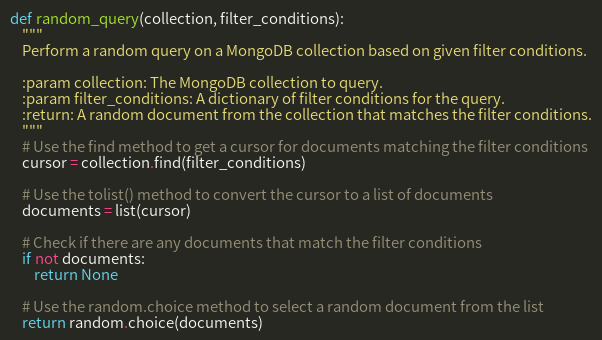 def random_query(collection, filter_conditions):
"""
Perform a random query on a MongoDB collection based on given filter conditions.
:param collection: The MongoDB collection to query.
:param filter_conditions: A dictionary of filter conditions for the query.
:return: A random document from the collection that matches the filter conditions.
"""
# Use the find method to get a cursor for documents matching the filter conditions
cursor = collection.find(filter_conditions)
# Use the tolist() method to convert the cursor to a list of documents
documents = list(cursor)
# Check if there are any documents that match the filter conditions
if not documents:
return None
# Use the random.choice method to select a random document from the list
return random.choice(documents)